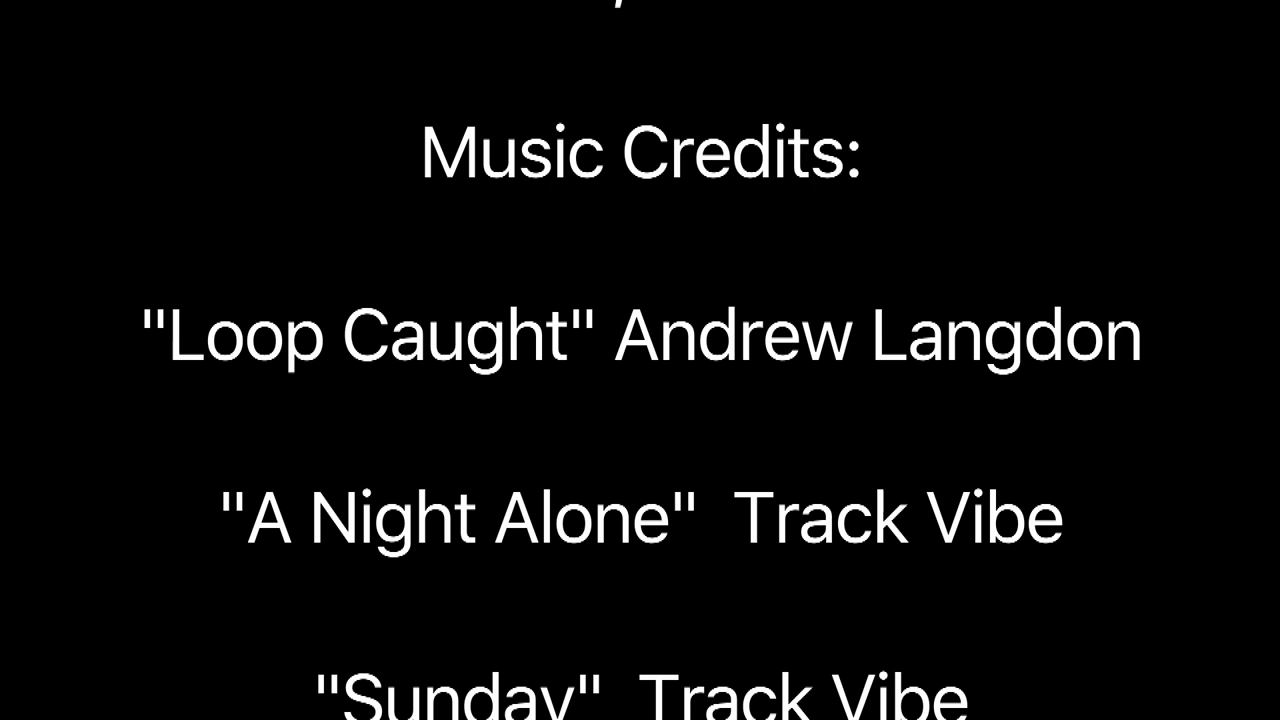 Music Credits:
"Loop Caught" Andrew Langdon
"A Night Alone"  Track Vibe
"Sunday"  Track Vibe